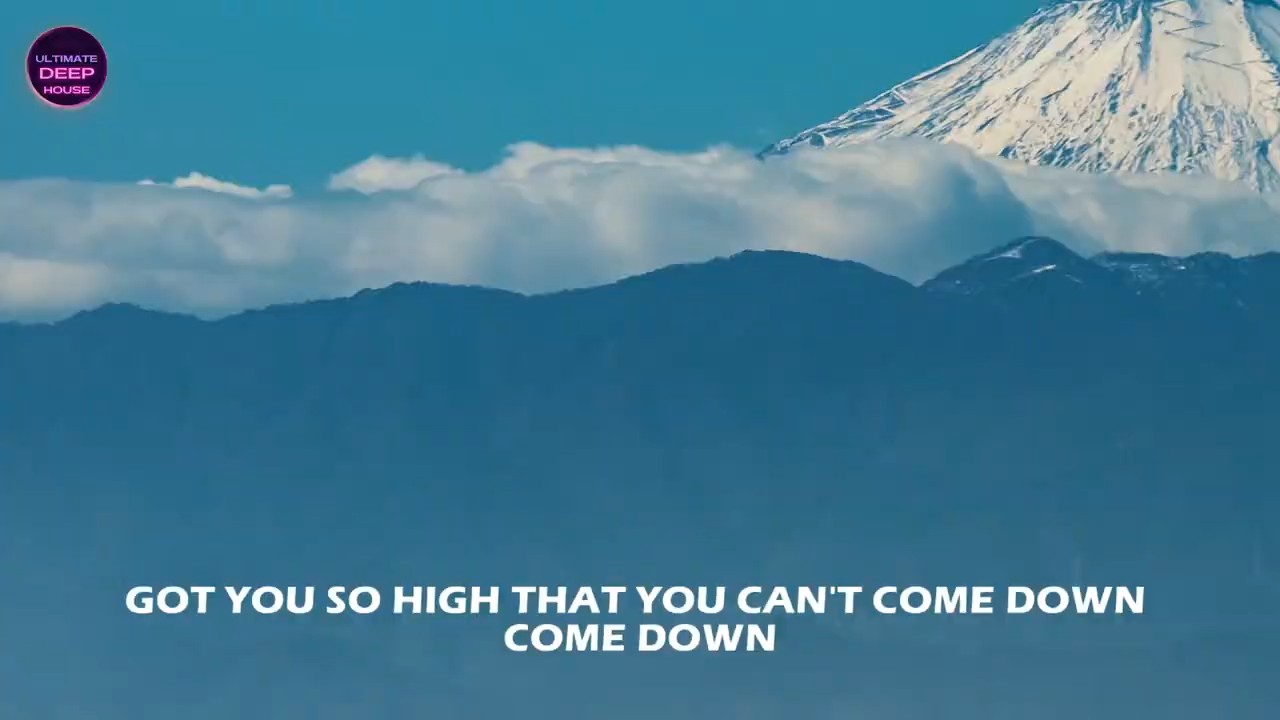 ULTIMATE
DEEP
HOUSE
GOT YOU SO HIGH THAT YOU CAN'T COME DOWN
COME DOWN